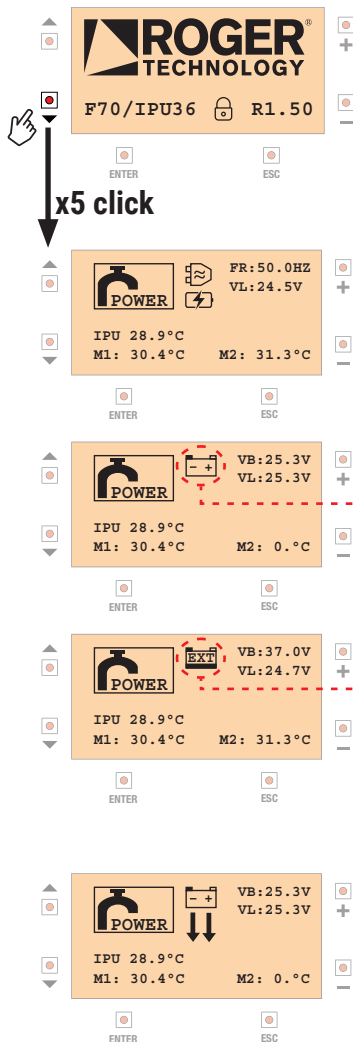 ROGER®
TECHNOLOGY
F70/IPU36 R1.50
+
−
ENTER ESC
x5 click
POWER
FR:50.0HZ
VL:24.5V
IPU 28.9°C
M1: 30.4°C M2: 31.3°C
+
−
ENTER ESC
POWER
- +
VB:25.3V
VL:25.3V
IPU 28.9°C
M1: 30.4°C M2: 0.°C
+
−
ENTER ESC
POWER
EXT
VB:37.0V
VL:24.7V
IPU 28.9°C
M1: 30.4°C M2: 31.3°C
+
−
ENTER ESC
POWER
- +
VB:25.3V
VL:25.3V
IPU 28.9°C
M1: 30.4°C M2: 0.°C
+
−
ENTER ESC